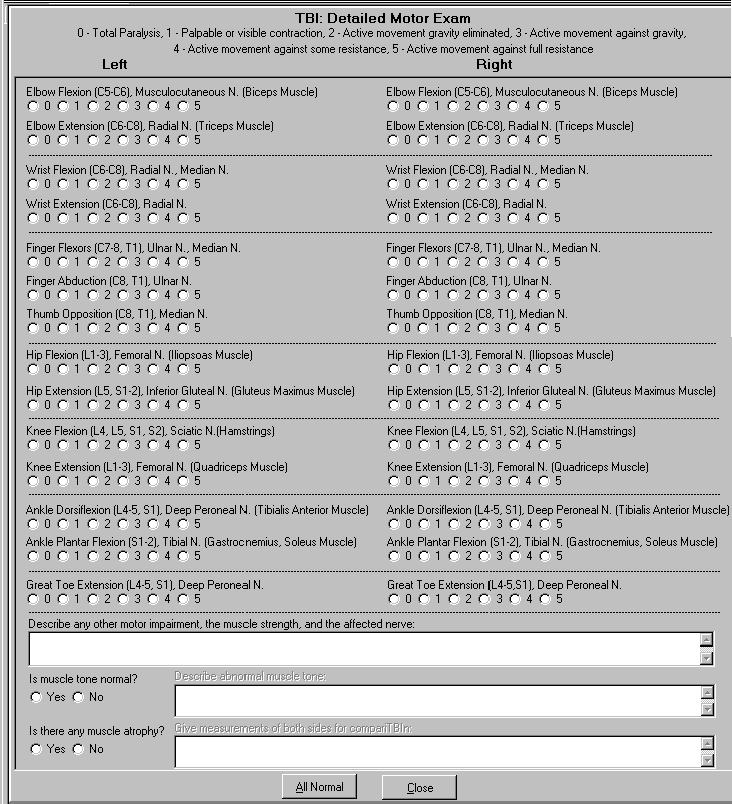 TBI: Detailed Motor Exam
0 - Total Paralysis, 1 - Palpable or visible contraction, 2 - Active movement gravity eliminated, 3 - Active movement against gravity,
4 - Active movement against some resistance, 5 - Active movement against full resistance
Left Right
Elbow Flexion (C5-C6), Musculocutaneous N. (Biceps Muscle) Elbow Flexion (C5-C6), Musculocutaneous N. (Biceps Muscle)
0 1 2 3 4 5 0 1 2 3 4 5
Elbow Extension (C6-C8), Radial N. (Triceps Muscle) Elbow Extension (C6-C8), Radial N. (Triceps Muscle)
0 1 2 3 4 5 0 1 2 3 4 5
Wrist Flexion (C6-C8), Radial N., Median N. Wrist Flexion (C6-C8), Radial N., Median N.
0 1 2 3 4 5 0 1 2 3 4 5
Wrist Extension (C6-C8), Radial N. Wrist Extension (C6-C8), Radial N.
0 1 2 3 4 5 0 1 2 3 4 5
Finger Flexors (C7-8, T1), Ulnar N., Median N. Finger Flexors (C7-8, T1), Ulnar N., Median N.
0 1 2 3 4 5 0 1 2 3 4 5
Finger Abduction (C8, T1), Ulnar N. Finger Abduction (C8, T1), Ulnar N.
0 1 2 3 4 5 0 1 2 3 4 5
Thumb Opposition (C8, T1), Median N. Thumb Opposition (C8, T1), Median N.
0 1 2 3 4 5 0 1 2 3 4 5
Hip Flexion (L1-3), Femoral N. (Iliopsoas Muscle) Hip Flexion (L1-3), Femoral N. (Iliopsoas Muscle)
0 1 2 3 4 5 0 1 2 3 4 5
Hip Extension (L5, S1-2), Inferior Gluteal N. (Gluteus Maximus Muscle) Hip Extension (L5, S1-2), Inferior Gluteal N. (Gluteus Maximus Muscle)
0 1 2 3 4 5 0 1 2 3 4 5
Knee Flexion (L4, L5, S1, S2), Sciatic N.(Hamstrings) Knee Flexion (L4, L5, S1, S2), Sciatic N.(Hamstrings)
0 1 2 3 4 5 0 1 2 3 4 5
Knee Extension (L1-3), Femoral N. (Quadriceps Muscle) Knee Extension (L1-3), Femoral N. (Quadriceps Muscle)
0 1 2 3 4 5 0 1 2 3 4 5
Ankle Dorsiflexion (L4-5, S1), Deep Peroneal N. (Tibialis Anterior Muscle) Ankle Dorsiflexion (L4-5, S1), Deep Peroneal N. (Tibialis Anterior Muscle)
0 1 2 3 4 5 0 1 2 3 4 5
Ankle Plantar Flexion (S1-2), Tibial N. (Gastrocnemius, Soleus Muscle) Ankle Plantar Flexion (S1-2), Tibial N. (Gastrocnemius, Soleus Muscle)
0 1 2 3 4 5 0 1 2 3 4 5
Great Toe Extension (L4-5, S1), Deep Peroneal N. Great Toe Extension (L4-5,S1), Deep Peroneal N.
0 1 2 3 4 5 0 1 2 3 4 5
Describe any other motor impairment, the muscle strength, and the affected nerve:
Is muscle tone normal? Describe abnormal muscle tone:
Yes No
Is there any muscle atrophy? Give measurements of both sides for compariTBIn:
Yes No
All Normal Close